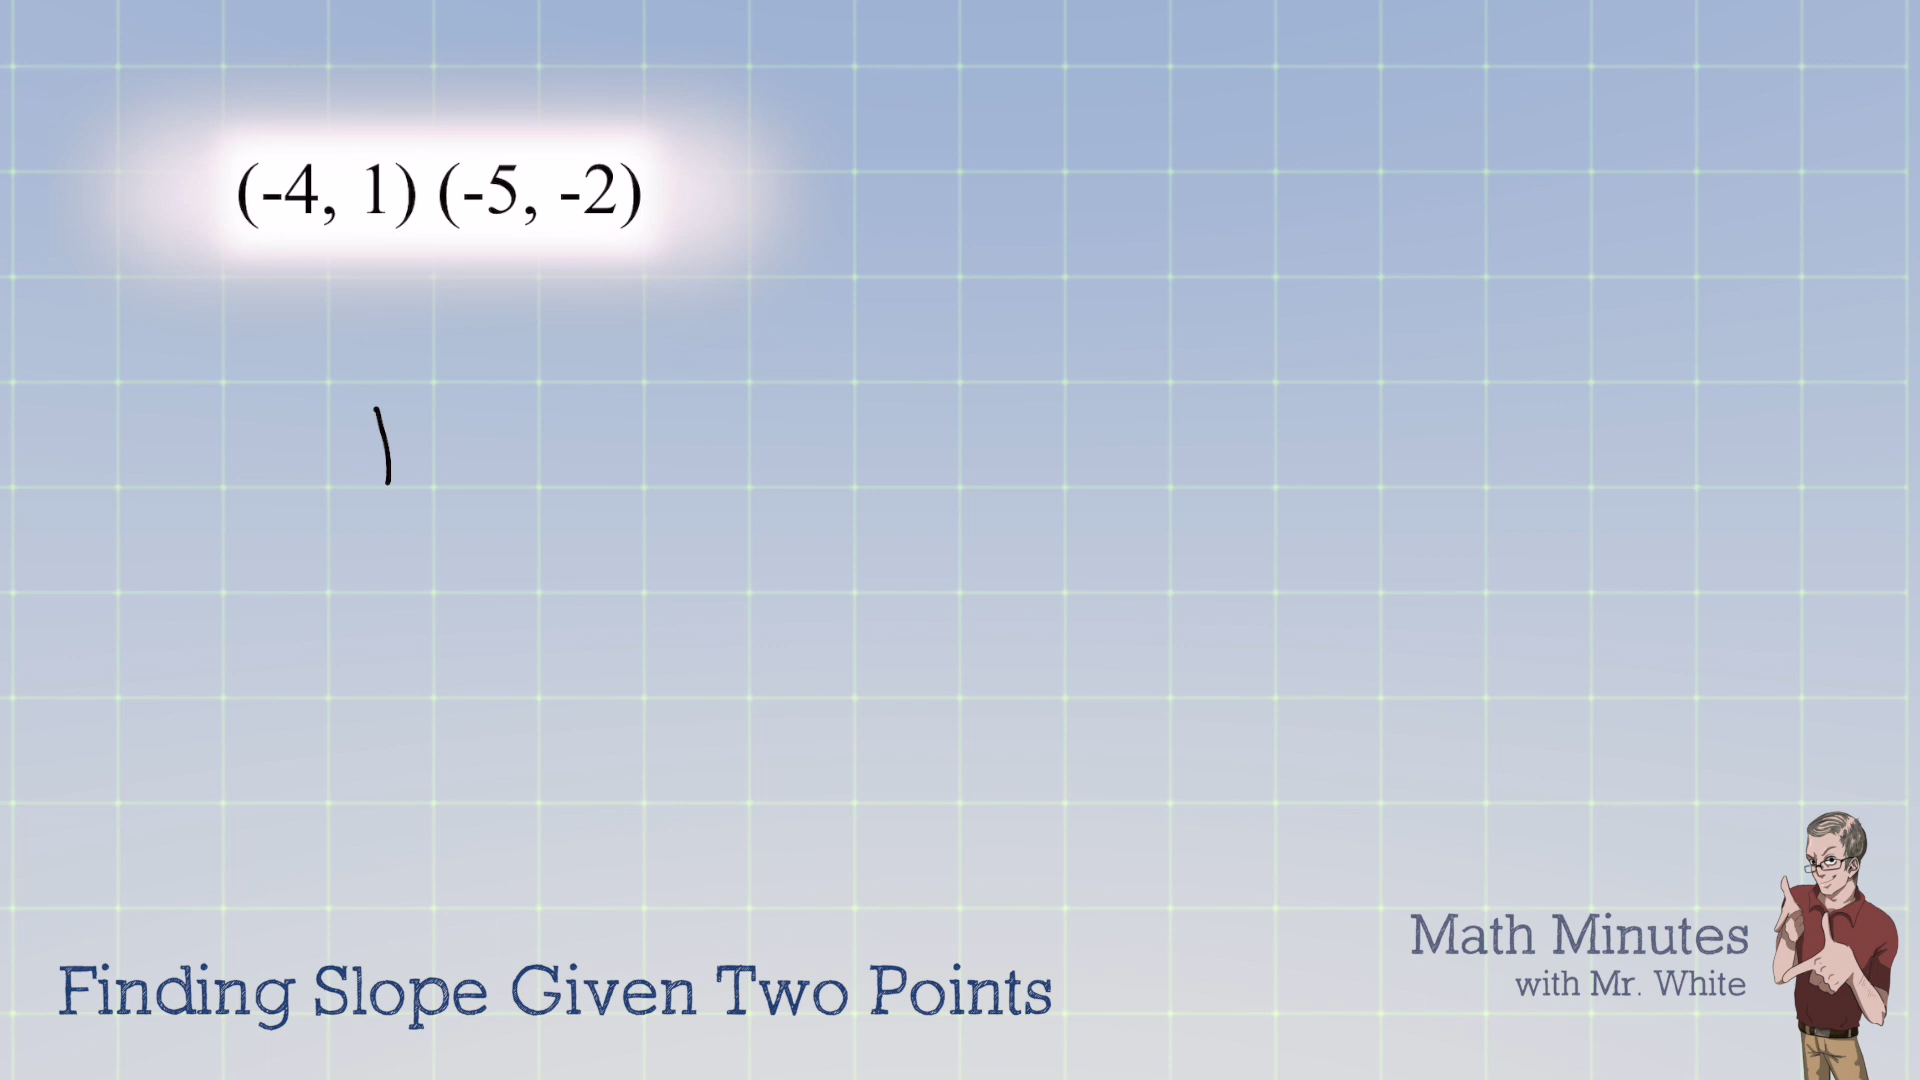 (-4, 1) (-5, -2)
Finding Slope Given Two Points
Math Minutes
with Mr. White